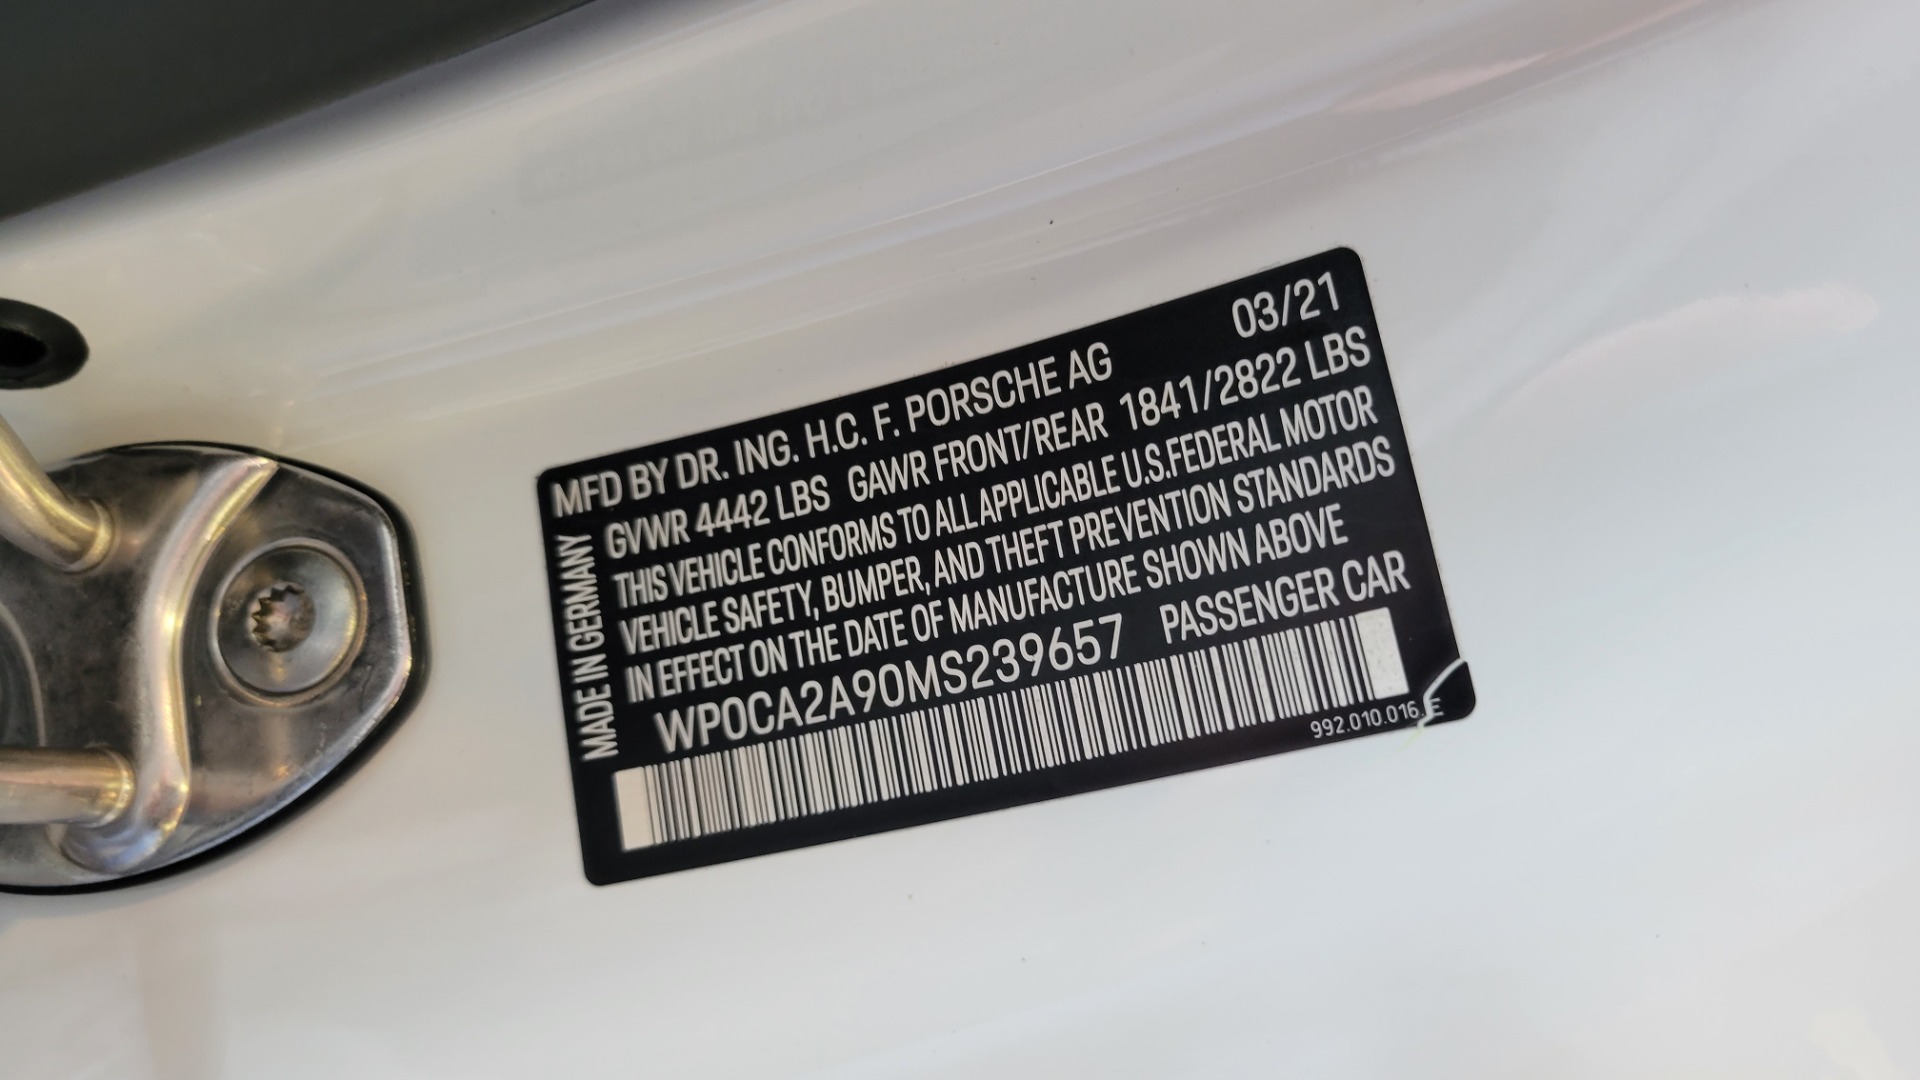 MFD BY DR. ING. H.C. F. PORSCHE AG 03/21
GVWR 4442 LBS GAWR FRONT/REAR 1841/2822 LBS
THIS VEHICLE CONFORMS TO ALL APPLICABLE U.S.FEDERAL MOTOR
VEHICLE SAFETY, BUMPER, AND THEFT PREVENTION STANDARDS
IN EFFECT ON THE DATE OF MANUFACTURE SHOWN ABOVE
WP0CA2A90MS239657 PASSENGER CAR
MADE IN GERMANY
992.010.016.E